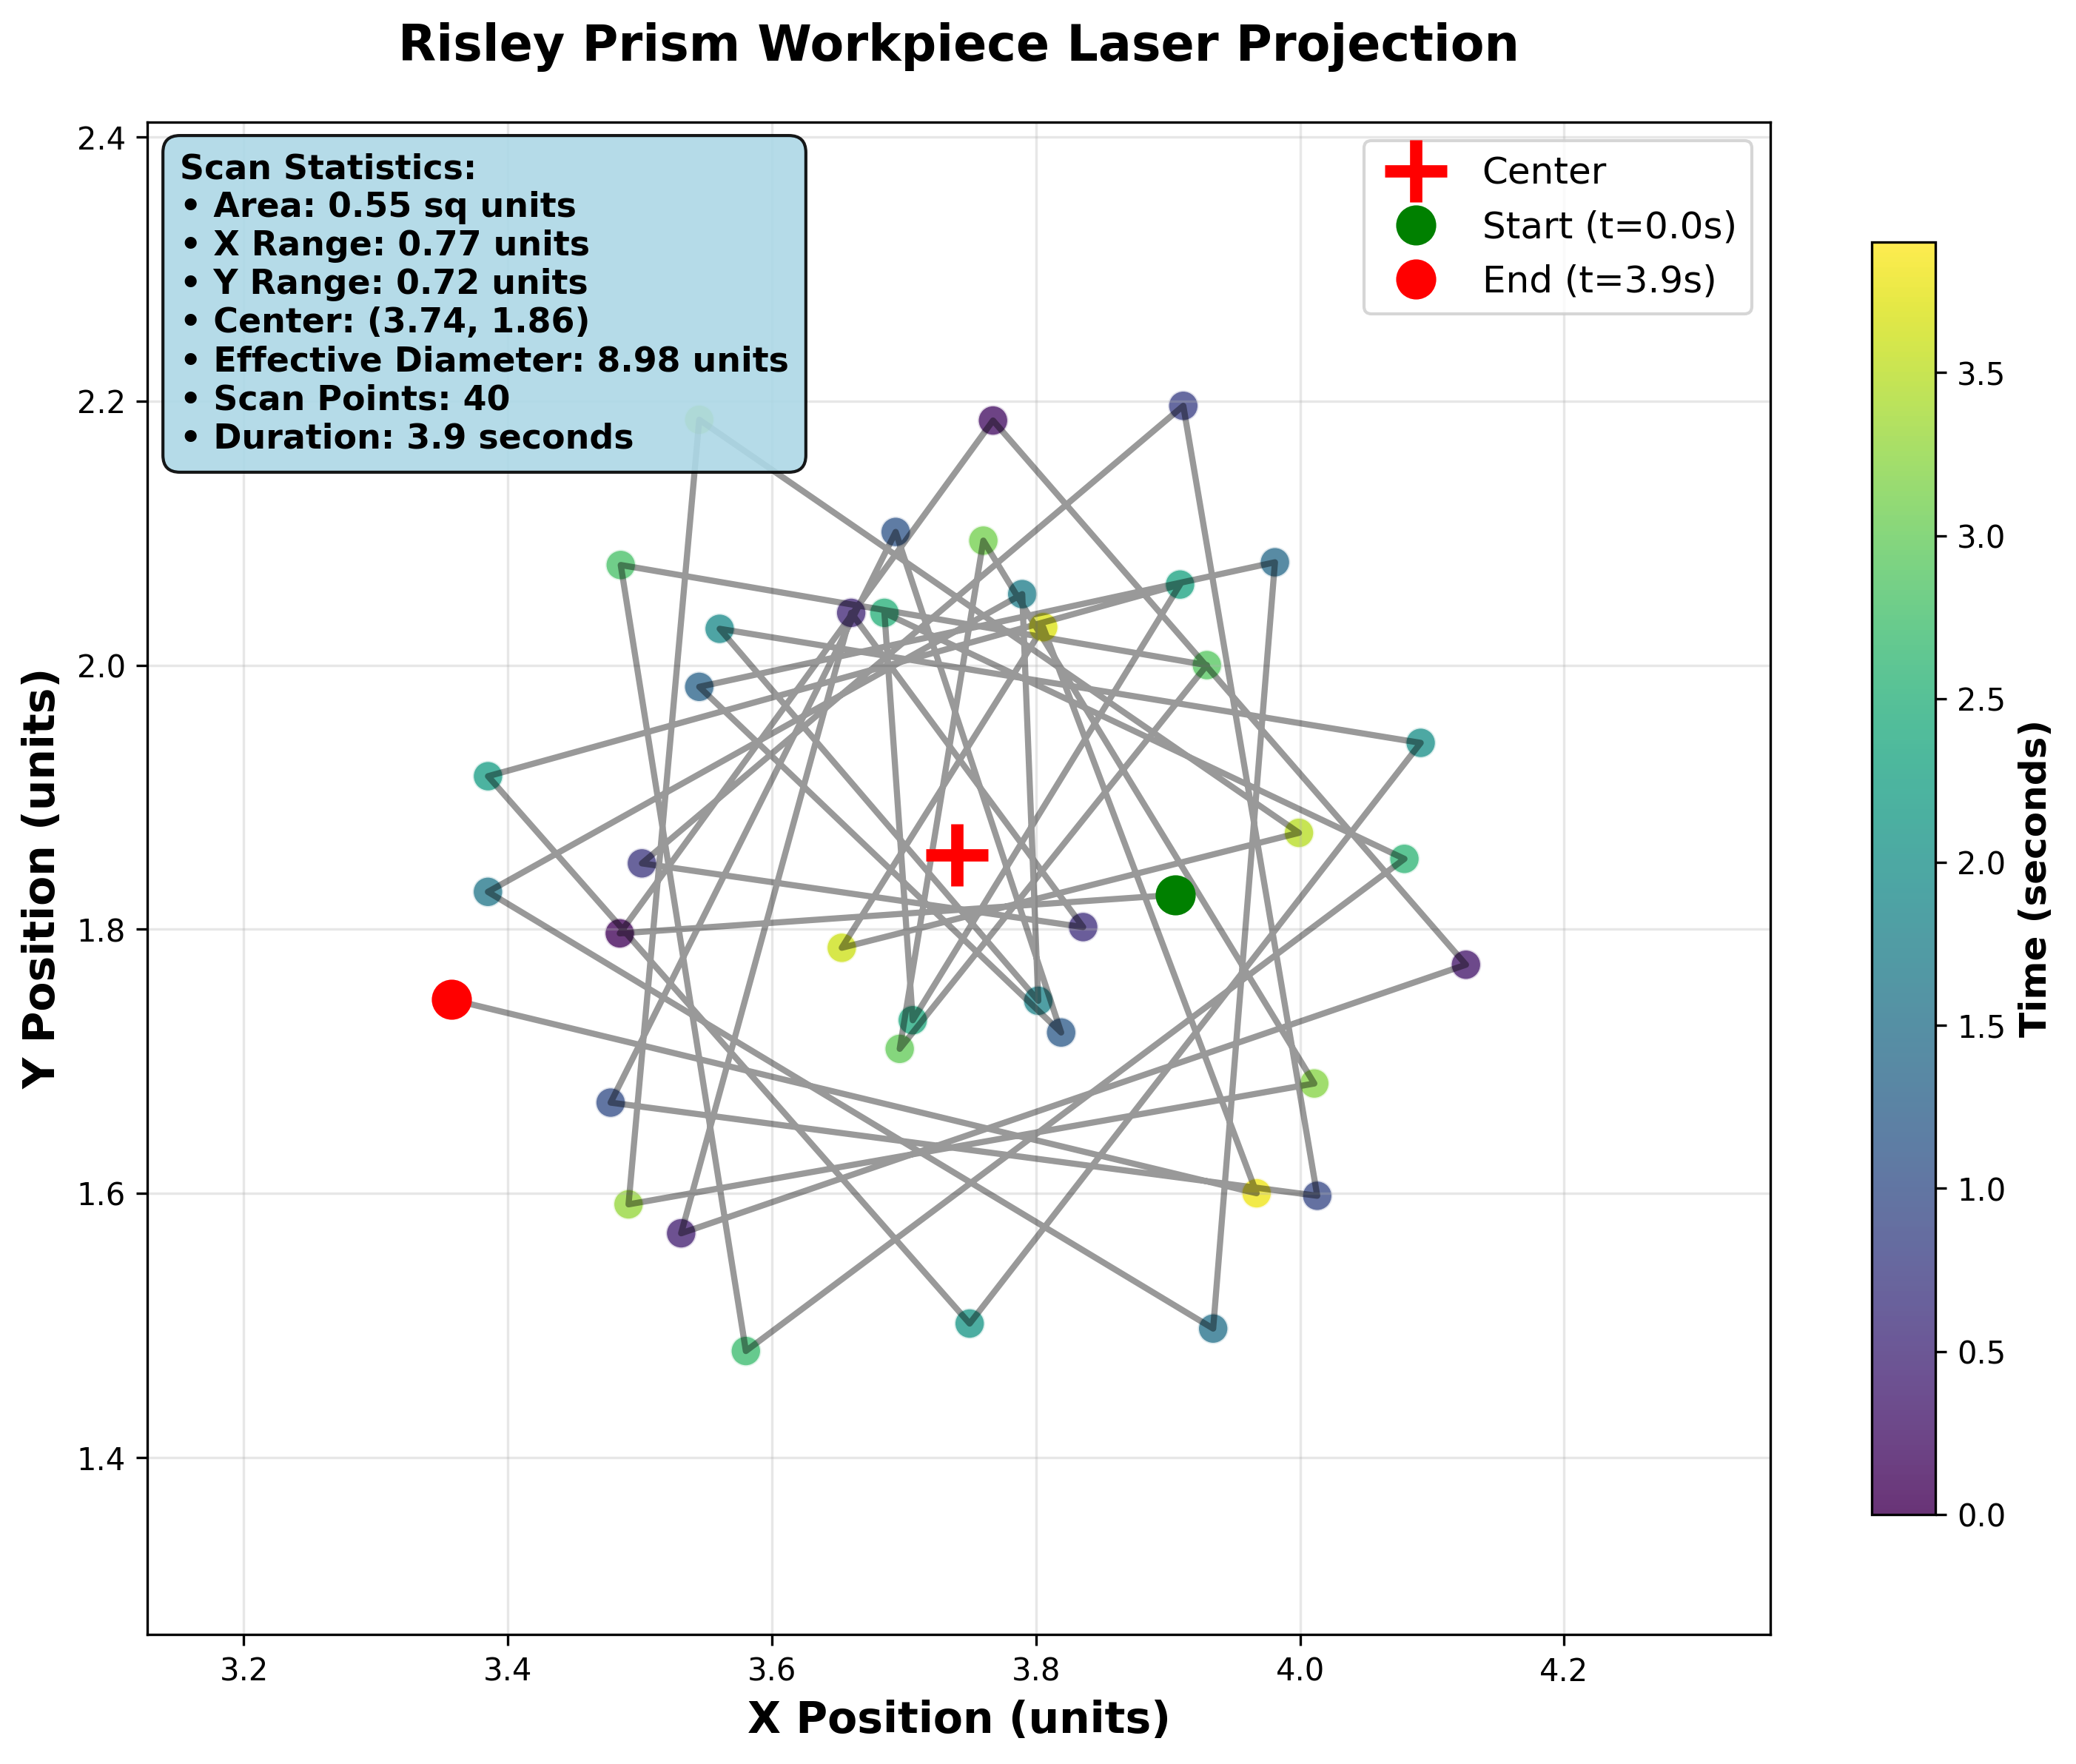 Risley Prism Workpiece Laser Projection
Scan Statistics:
• Area: 0.55 sq units
• X Range: 0.77 units
• Y Range: 0.72 units
• Center: (3.74, 1.86)
• Effective Diameter: 8.98 units
• Scan Points: 40
• Duration: 3.9 seconds
Center
Start (t=0.0s)
End (t=3.9s)
2.4
2.2
2.0
1.8
1.6
1.4
Y Position (units)
3.2
3.4
3.6
3.8
4.0
4.2
X Position (units)
3.5
3.0
2.5
2.0
1.5
1.0
0.5
0.0
Time (seconds)